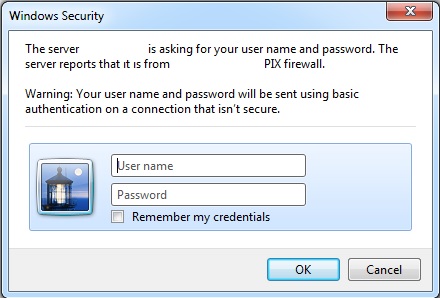 Windows Security
The server is asking for your user name and password. The
server reports that it is from PIX firewall.
Warning: Your user name and password will be sent using basic
authentication on a connection that isn't secure.
User name
Password
Remember my credentials
OK Cancel